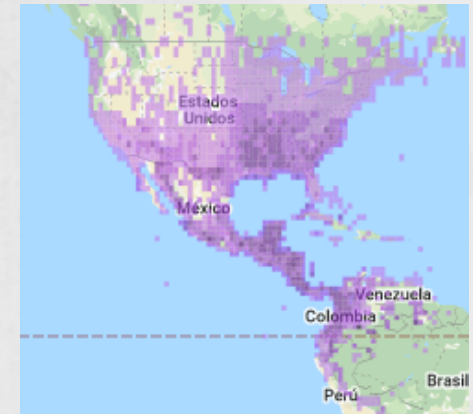 Estados
Unidos
México
Venezuela
Colombia
Perú
Brasil